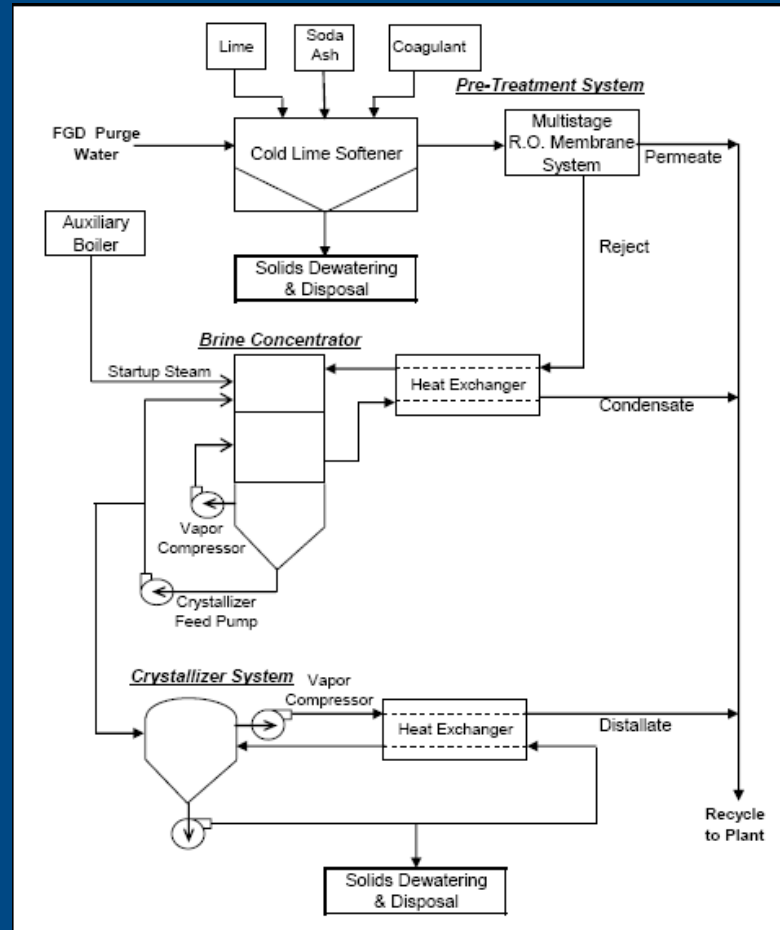 Lime
Soda
Ash
Coagulant
Pre-Treatment System
FGD Purge
Water
Cold Lime Softener
Multistage
R.O. Membrane
System
Permeate
Auxiliary
Boiler
Reject
Solids Dewatering
& Disposal
Brine Concentrator
Startup Steam
Heat Exchanger
Condensate
Vapor
Compressor
Crystallizer
Feed Pump
Crystallizer System
Vapor
Compressor
Heat Exchanger
Distallate
Recycle
to Plant
Solids Dewatering
& Disposal